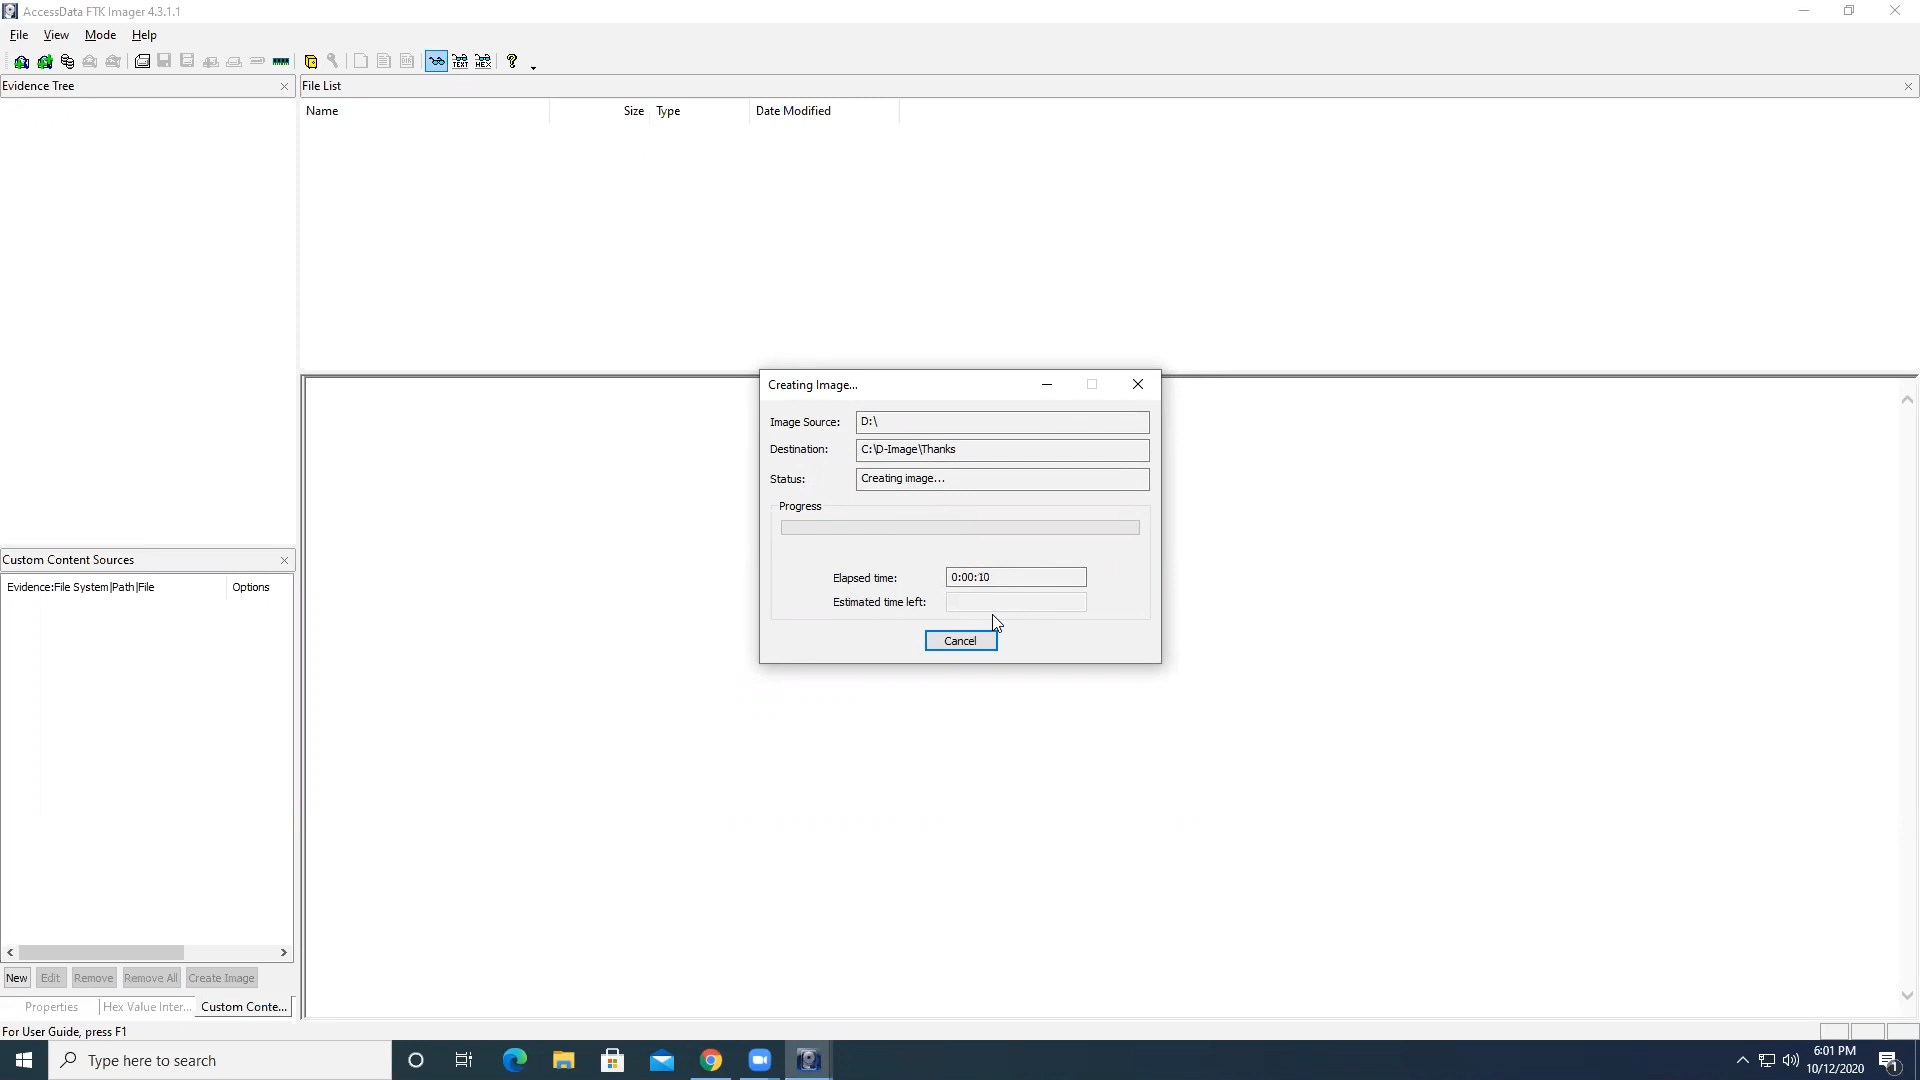 AccessData FTK Imager 4.3.1.1
File View Mode Help
TEXT HEX
Evidence Tree
File List
Name Size Type Date Modified
Creating Image...
Image Source: D:\
Destination: C:\D-Image\Thanks
Status: Creating image...
Progress
Elapsed time: 0:00:10
Estimated time left:
Cancel
Custom Content Sources
Evidence:File System|Path|File Options
New Edit Remove Remove All Create Image
Properties Hex Value Inter... Custom Conte...
For User Guide, press F1
Type here to search
6:01 PM
10/12/2020
1